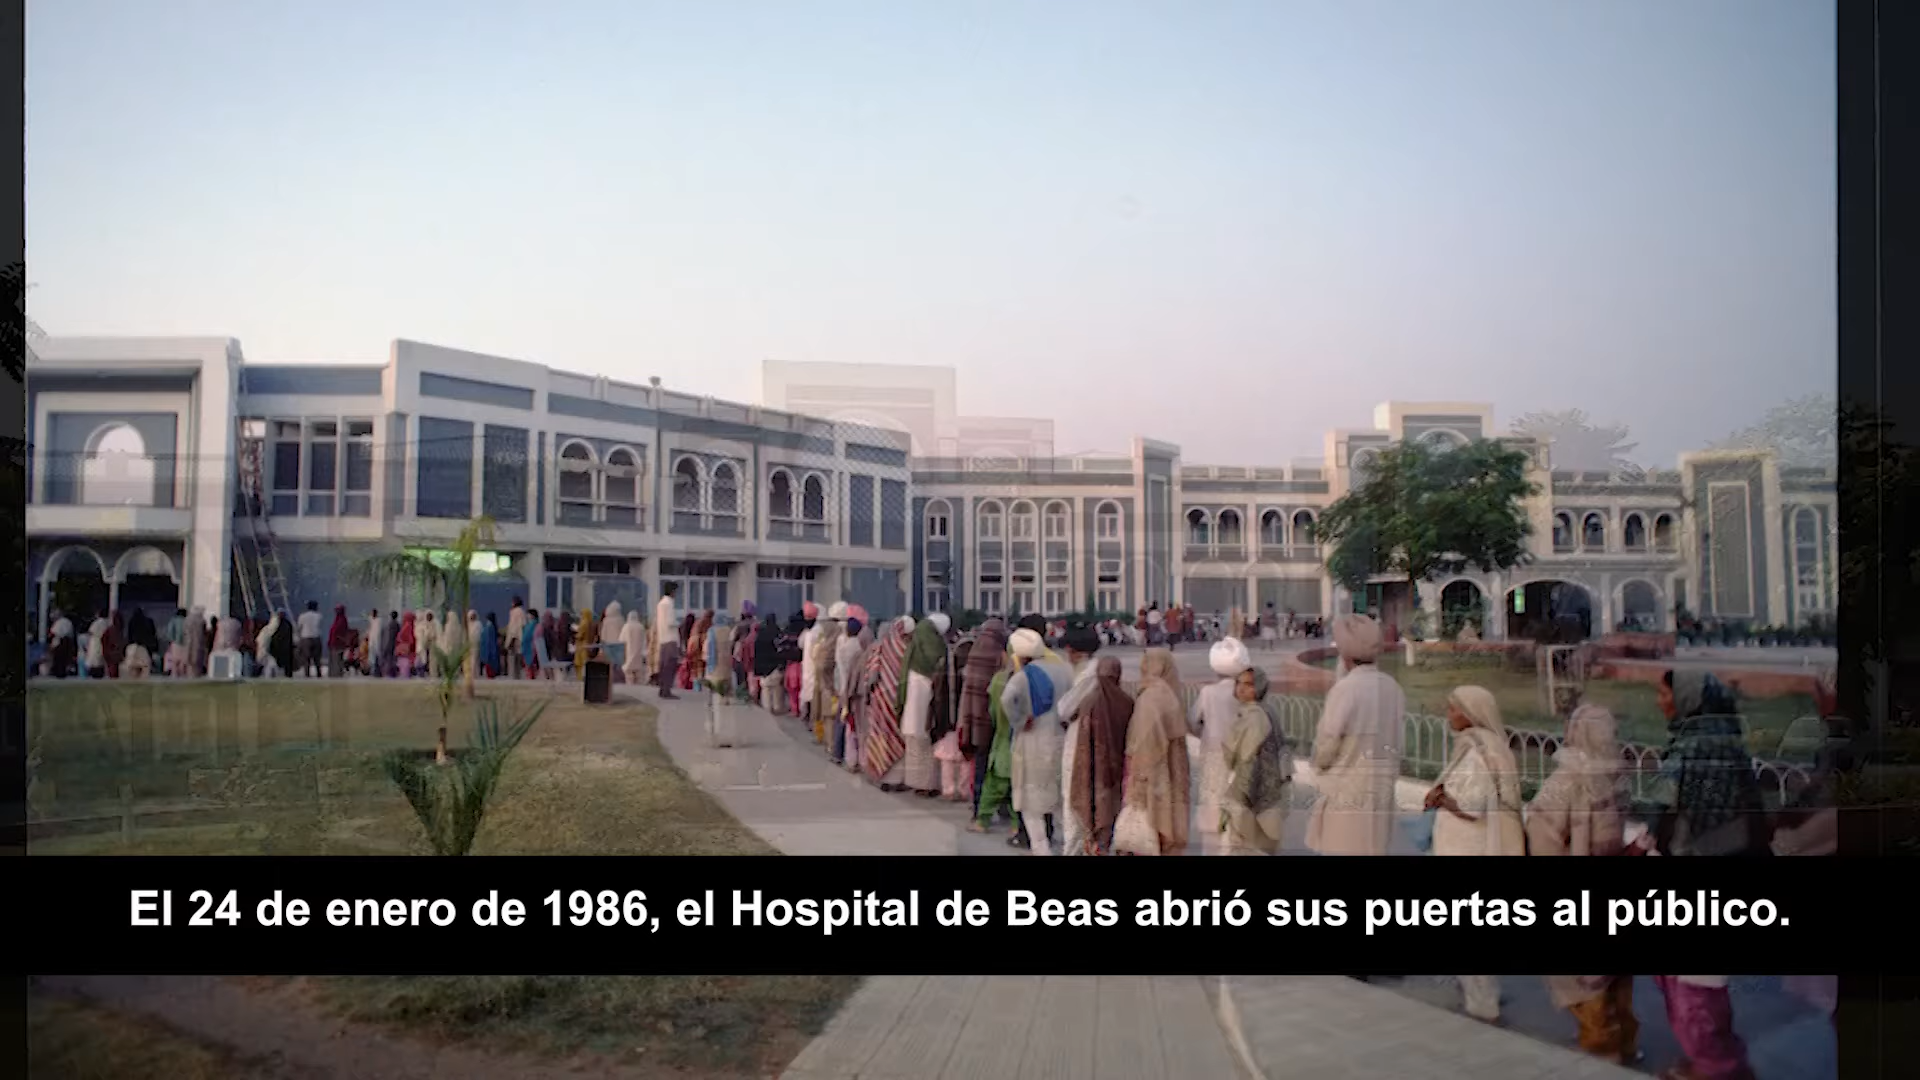 El 24 de enero de 1986, el Hospital de Beas abrió sus puertas al público.